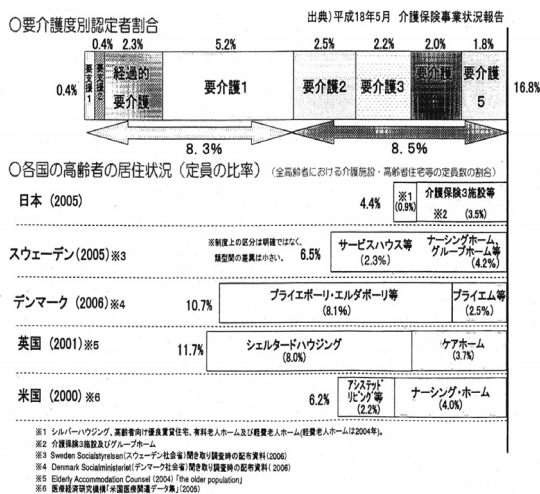 出典）平成18年5月　介護保険事業状況報告
○要介護度別認定者割合
0.4% 2.3% 5.2% 2.5% 2.2% 2.0% 1.8%
0.4% 要支援1 要支援2 経過的要介護 要介護1 要介護2 要介護3 要介護 要介護5 16.8%
8.3% 8.5%
○各国の高齢者の居住状況（定員の比率）（全高齢者における介護施設・高齢者住宅等の定員数の割合）
日本（2005） 4.4% ※1 (0.9%) 介護保険3施設等 ※2 (3.5%)
スウェーデン（2005）※3 ※制度上の区分は明確ではなく、
類型間の差異は小さい。 6.5% サービスハウス等 (2.3%) ナーシングホーム、グループホーム等 (4.2%)
デンマーク（2006）※4 10.7% プライエボーリ・エルダボーリ等 (8.1%) プライエム等 (2.5%)
英国（2001）※5 11.7% シェルタードハウジング (8.0%) ケアホーム (3.7%)
米国（2000）※6 6.2% アシステッドリビング等 (2.2%) ナーシング・ホーム (4.0%)
※1 シルバーハウジング、高齢者向け優良賃貸住宅、有料老人ホーム及び軽費老人ホーム(軽費老人ホームは2004年)。
※2 介護保険3施設及びグループホーム
※3 Sweden Socialstyrelsen(スウェーデン社会省)聞き取り調査時の配布資料(2006)
※4 Denmark Socialministeriet(デンマーク社会省)聞き取り調査時の配布資料(2006)
※5 Elderly Accommodation Counsel (2004)「the older population」
※6 医療経済研究機構「米国医療関連データ集」(2005)